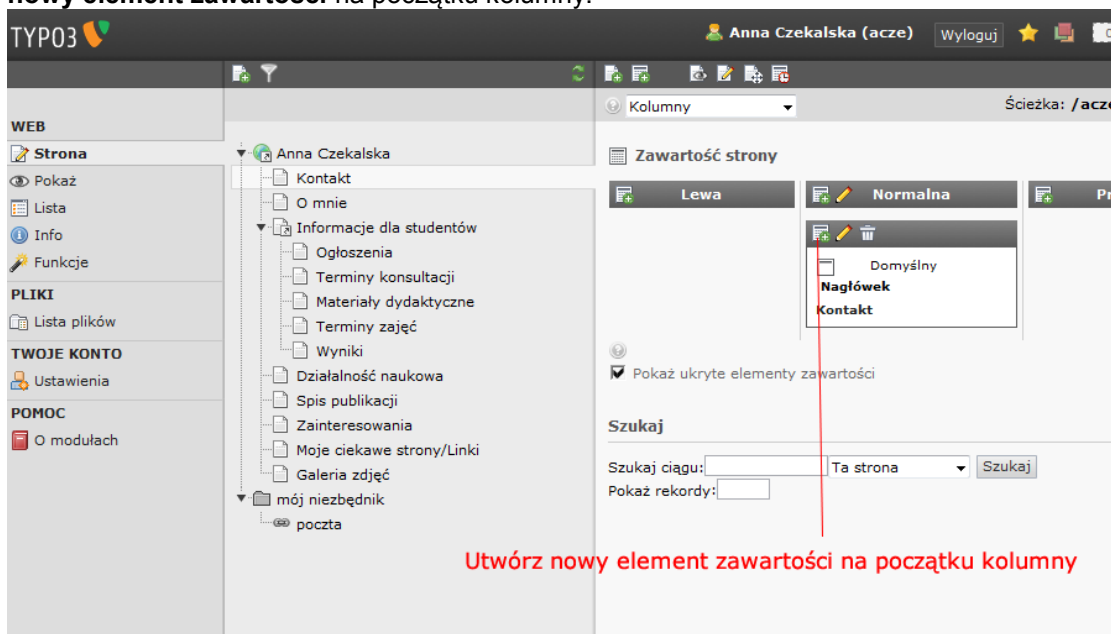 nowy element zawartości na początku kolumny.
TYPO3
Anna Czekalska (acze)
Wyloguj
Kolumny
Ścieżka: /acze
WEB
Strona
Pokaż
Lista
Info
Funkcje
PLIKI
Lista plików
TWOJE KONTO
Ustawienia
POMOC
O modułach
Anna Czekalska
Kontakt
O mnie
Informacje dla studentów
Ogłoszenia
Terminy konsultacji
Materiały dydaktyczne
Terminy zajęć
Wyniki
Działalność naukowa
Spis publikacji
Zainteresowania
Moje ciekawe strony/Linki
Galeria zdjęć
mój niezbędnik
poczta
Zawartość strony
Lewa
Normalna
Pr
Domyślny
Nagłówek
Kontakt
Pokaż ukryte elementy zawartości
Szukaj
Szukaj ciągu:
Ta strona
Szukaj
Pokaż rekordy:
Utwórz nowy element zawartości na początku kolumny